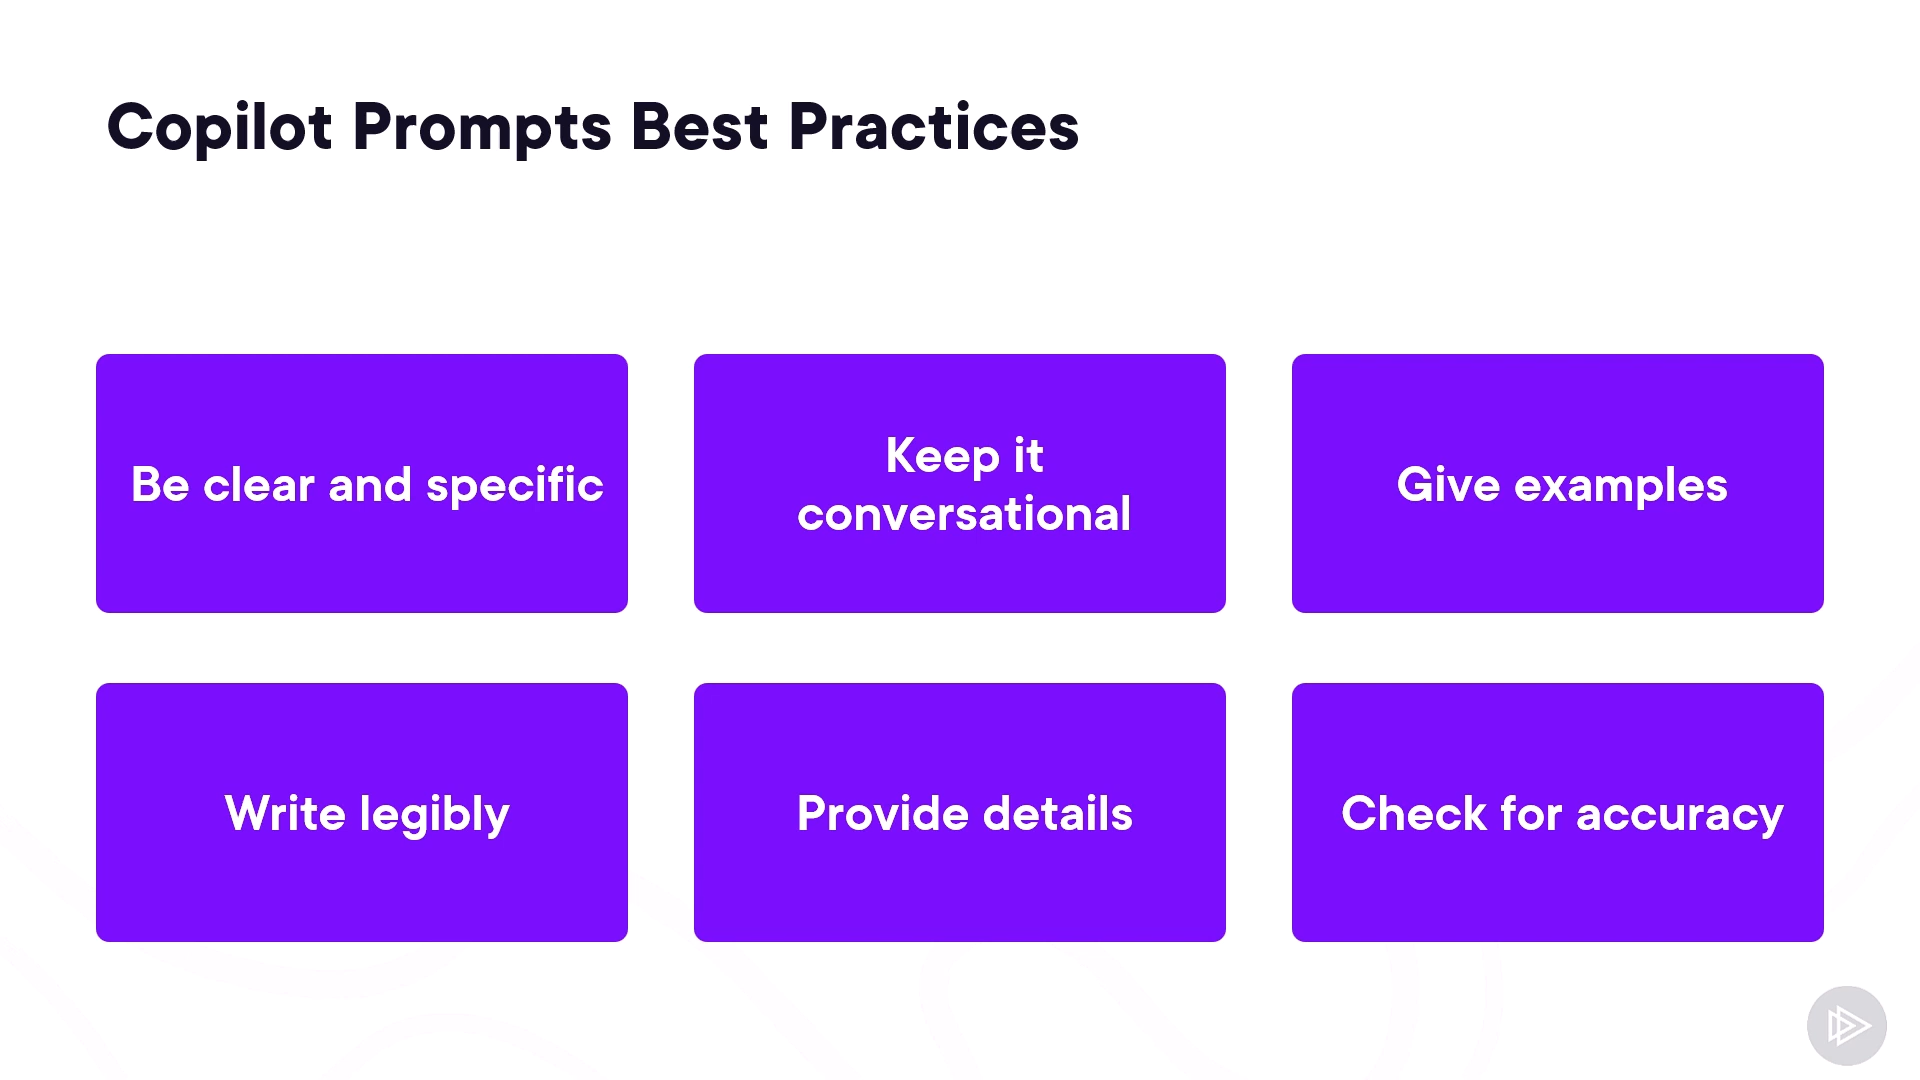 Copilot Prompts Best Practices
Be clear and specific
Keep it
conversational
Give examples
Write legibly
Provide details
Check for accuracy